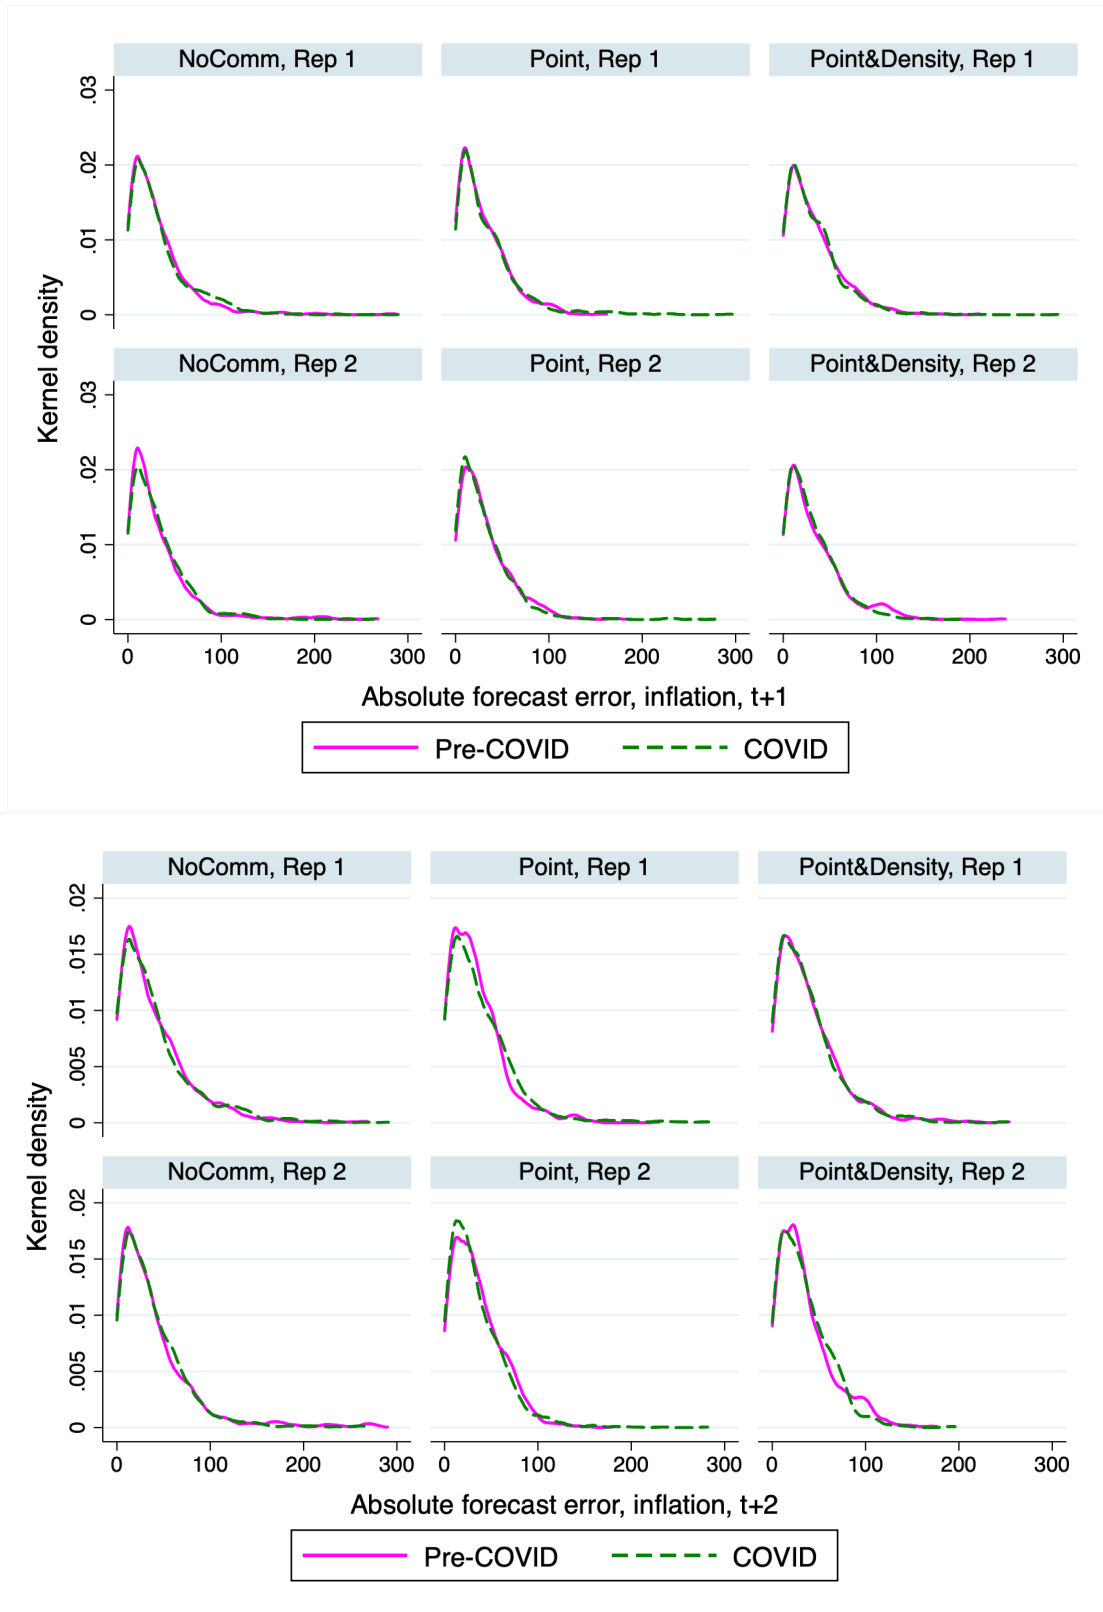 NoComm, Rep 1
Point, Rep 1
Point&Density, Rep 1
.03
.02
.01
0
NoComm, Rep 2
Point, Rep 2
Point&Density, Rep 2
.03
.02
.01
0
Kernel density
0 100 200 300
0 100 200 300
0 100 200 300
Absolute forecast error, inflation, t+1
Pre-COVID
COVID
NoComm, Rep 1
Point, Rep 1
Point&Density, Rep 1
.02
.015
.01
.005
0
NoComm, Rep 2
Point, Rep 2
Point&Density, Rep 2
.02
.015
.01
.005
0
Kernel density
0 100 200 300
0 100 200 300
0 100 200 300
Absolute forecast error, inflation, t+2
Pre-COVID
COVID